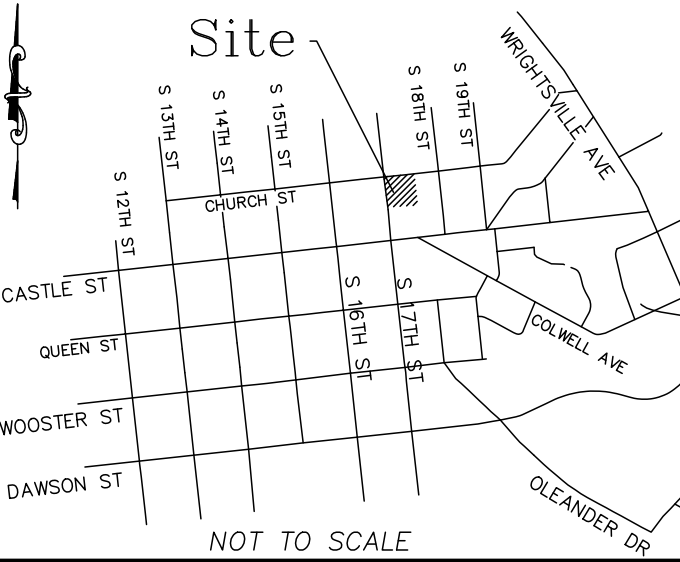 Site
WRIGHTSVILLE AVE
S 13TH ST
S 14TH ST
S 15TH ST
S 18TH ST
S 19TH ST
S 12TH ST
CHURCH ST
CASTLE ST
S 16TH ST
S 17TH ST
QUEEN ST
COLWELL AVE
WOOSTER ST
DAWSON ST
OLEANDER DR
NOT TO SCALE